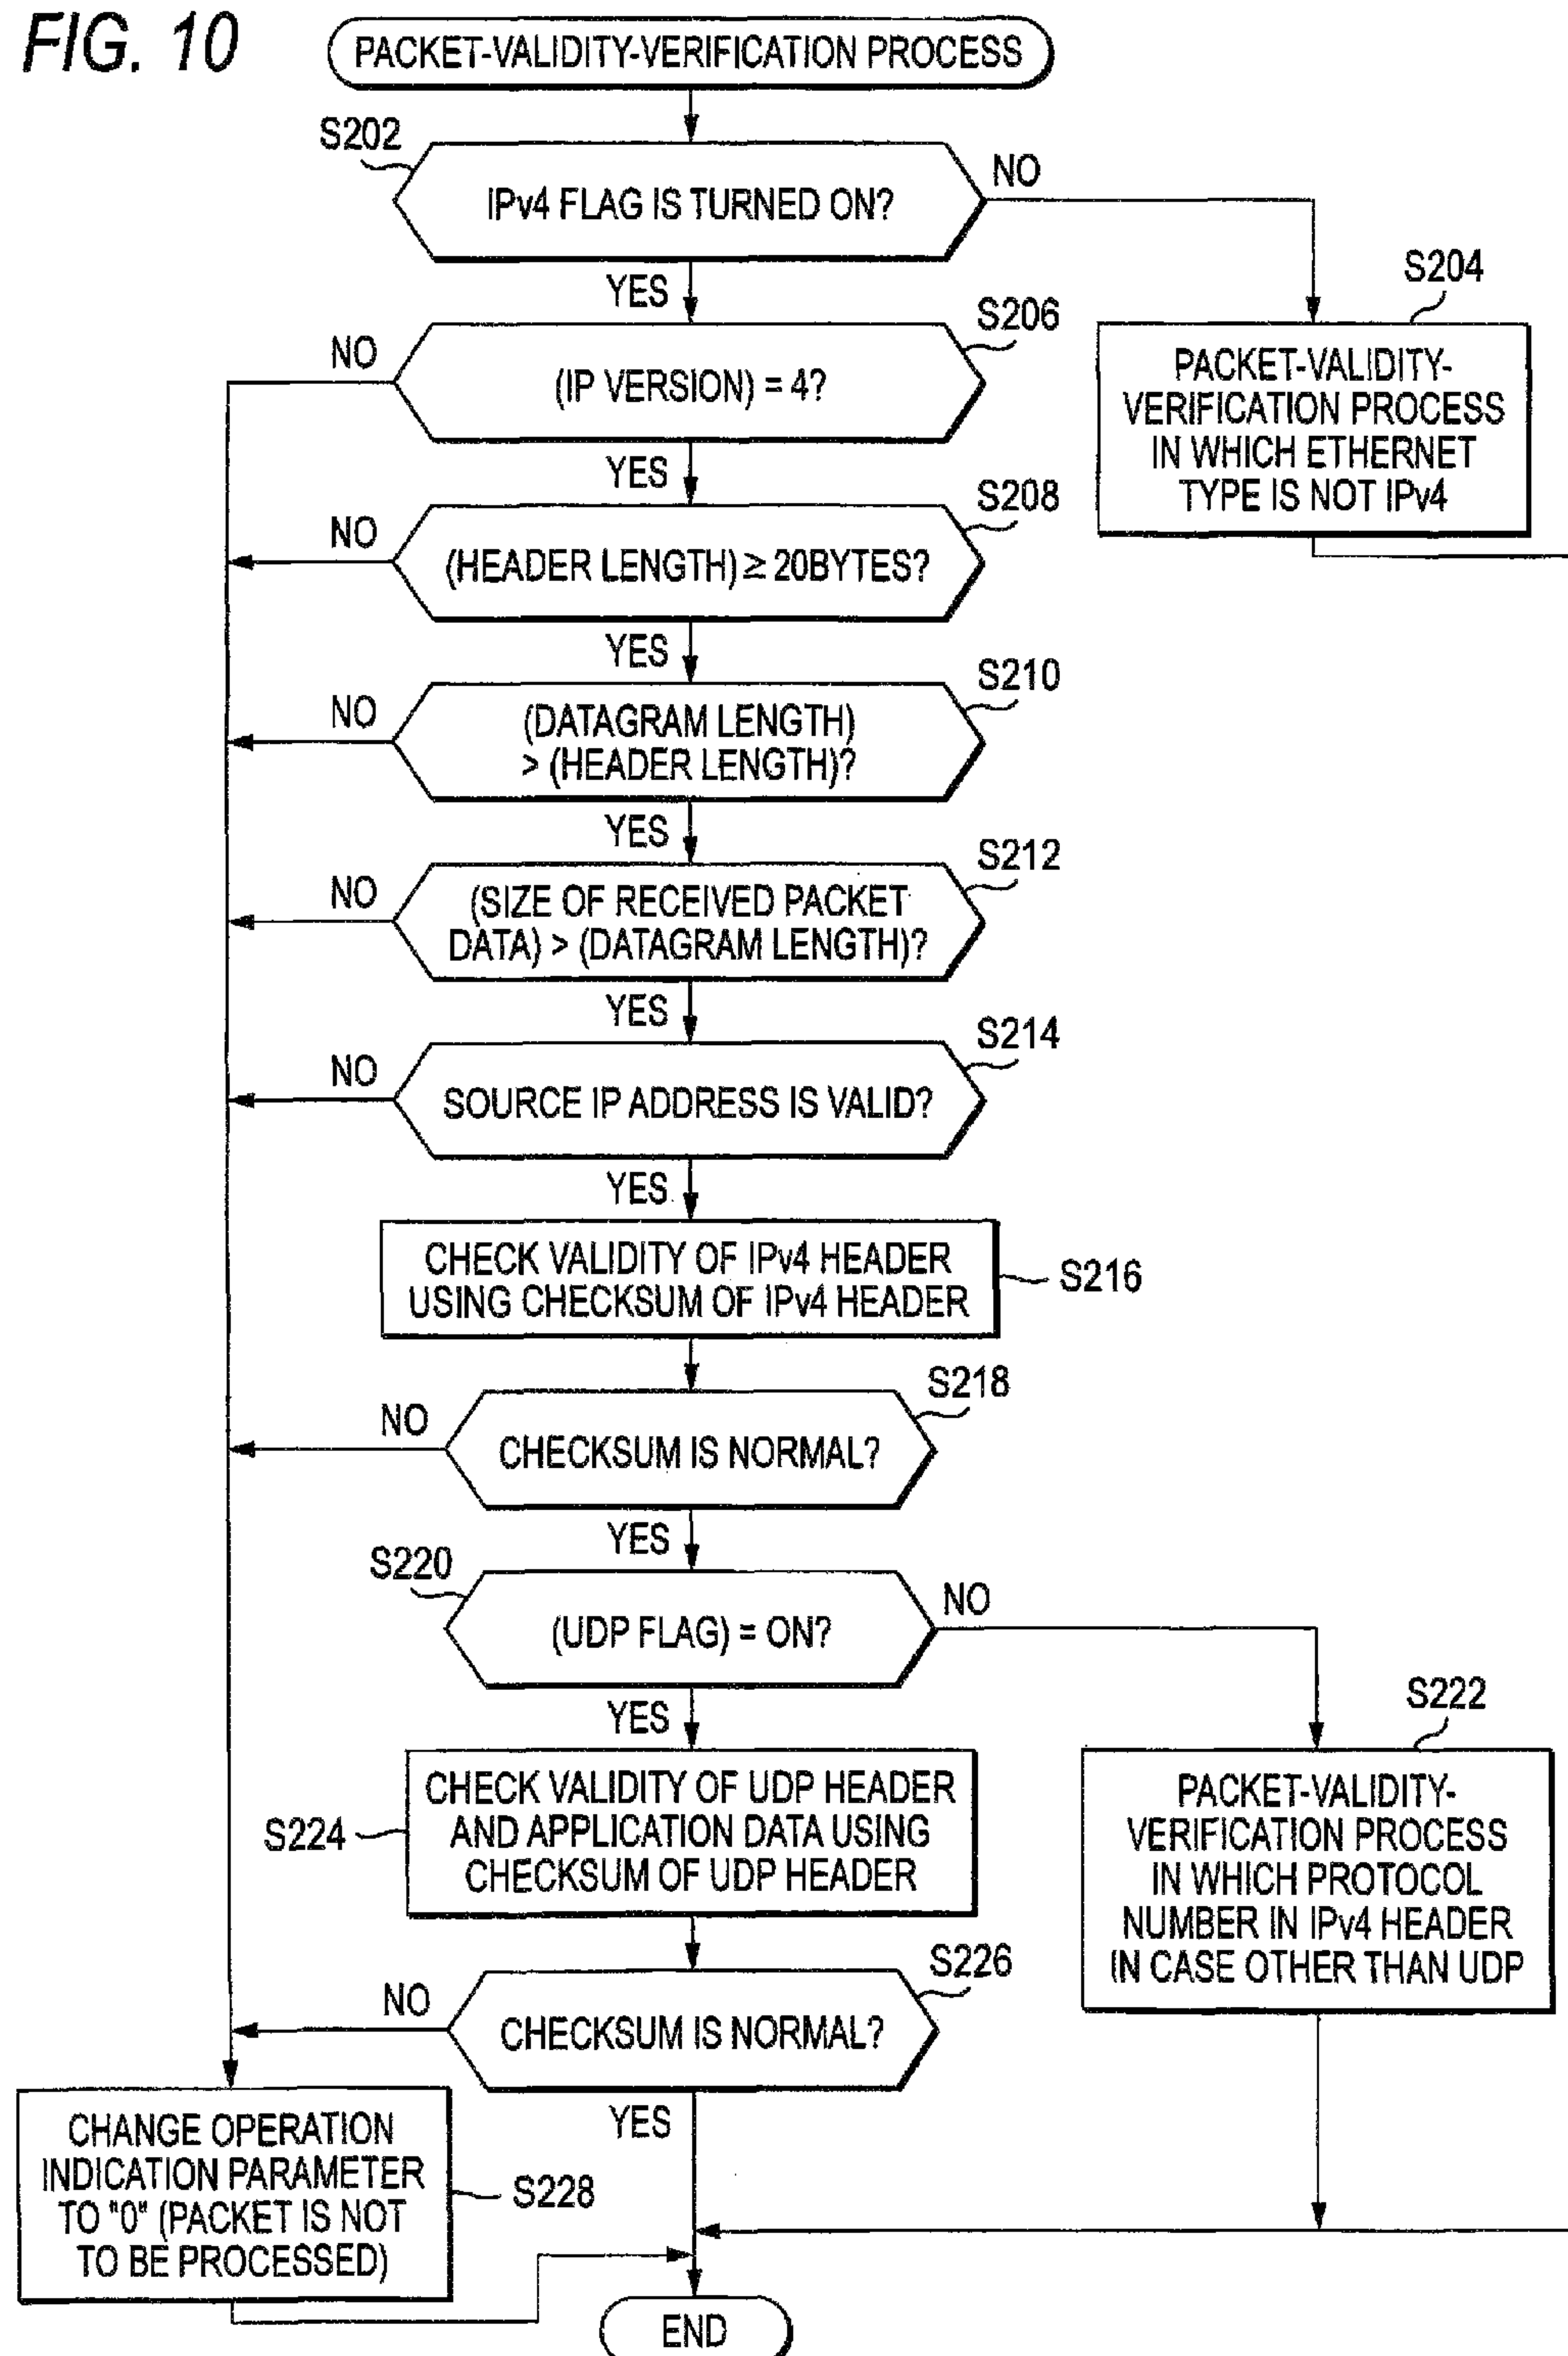 FIG. 10
PACKET-VALIDITY-VERIFICATION PROCESS
S202
IPv4 FLAG IS TURNED ON?
NO
YES
S204
PACKET-VALIDITY-
VERIFICATION PROCESS
IN WHICH ETHERNET
TYPE IS NOT IPv4
S206
NO
(IP VERSION) = 4?
YES
S208
NO
(HEADER LENGTH) ≥ 20BYTES?
YES
S210
NO
(DATAGRAM LENGTH)
> (HEADER LENGTH)?
YES
S212
NO
(SIZE OF RECEIVED PACKET
DATA) > (DATAGRAM LENGTH)?
YES
S214
NO
SOURCE IP ADDRESS IS VALID?
YES
CHECK VALIDITY OF IPv4 HEADER
USING CHECKSUM OF IPv4 HEADER
S216
S218
NO
CHECKSUM IS NORMAL?
YES
S220
(UDP FLAG) = ON?
NO
YES
S222
PACKET-VALIDITY-
VERIFICATION PROCESS
IN WHICH PROTOCOL
NUMBER IN IPv4 HEADER
IN CASE OTHER THAN UDP
S224
CHECK VALIDITY OF UDP HEADER
AND APPLICATION DATA USING
CHECKSUM OF UDP HEADER
S226
NO
CHECKSUM IS NORMAL?
YES
CHANGE OPERATION
INDICATION PARAMETER
TO "0" (PACKET IS NOT
TO BE PROCESSED)
S228
END